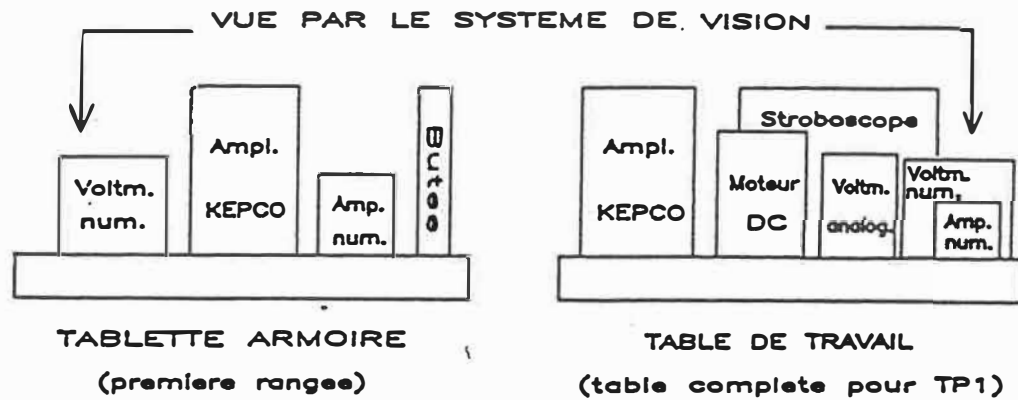 VUE PAR LE SYSTEME DE VISION
Voltm.
num.
Ampl.
KEPCO
Amp.
num.
Butee
Ampl.
KEPCO
Stroboscope
Moteur
DC
Voltm.
analog.
Voltm.
num.
Amp.
num.
TABLETTE ARMOIRE
(premiere rangee)
TABLE DE TRAVAIL
(table complete pour TP1)